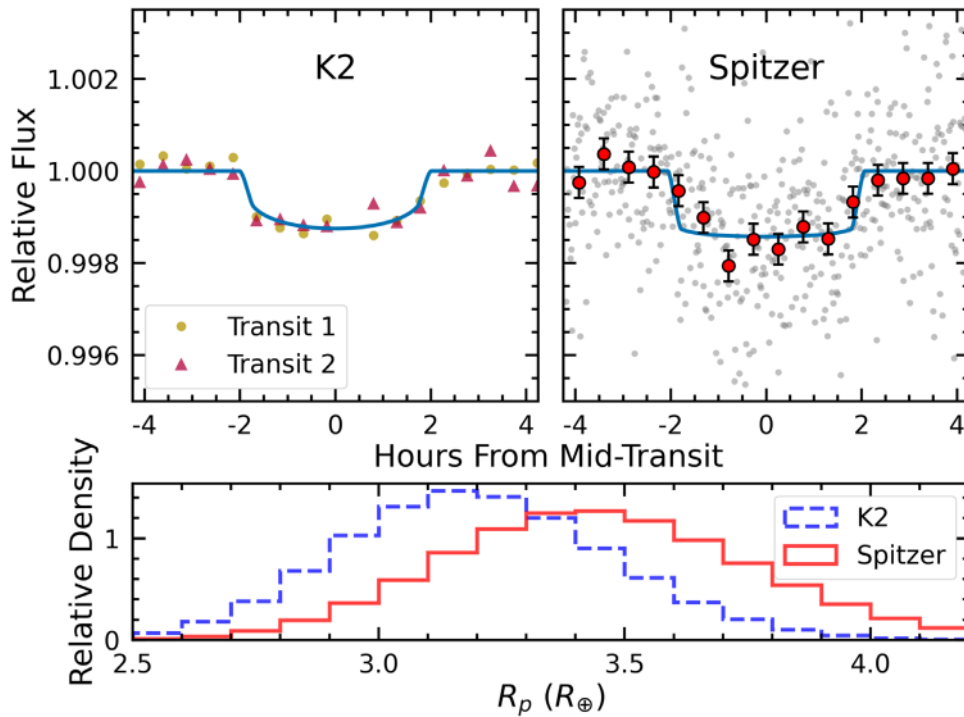 K2
Spitzer
Relative Flux
1.002
1.000
0.998
0.996
Transit 1
Transit 2
-4 -2 0 2 4
-4 -2 0 2 4
Hours From Mid-Transit
Relative Density
1
0
K2
Spitzer
2.5 3.0 3.5 4.0
R_p (R_⊕)